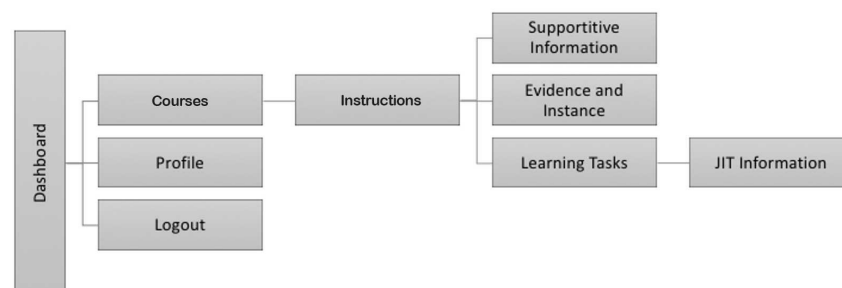 Dashboard
Courses
Profile
Logout
Instructions
Supportitive
Information
Evidence and
Instance
Learning Tasks
JIT Information